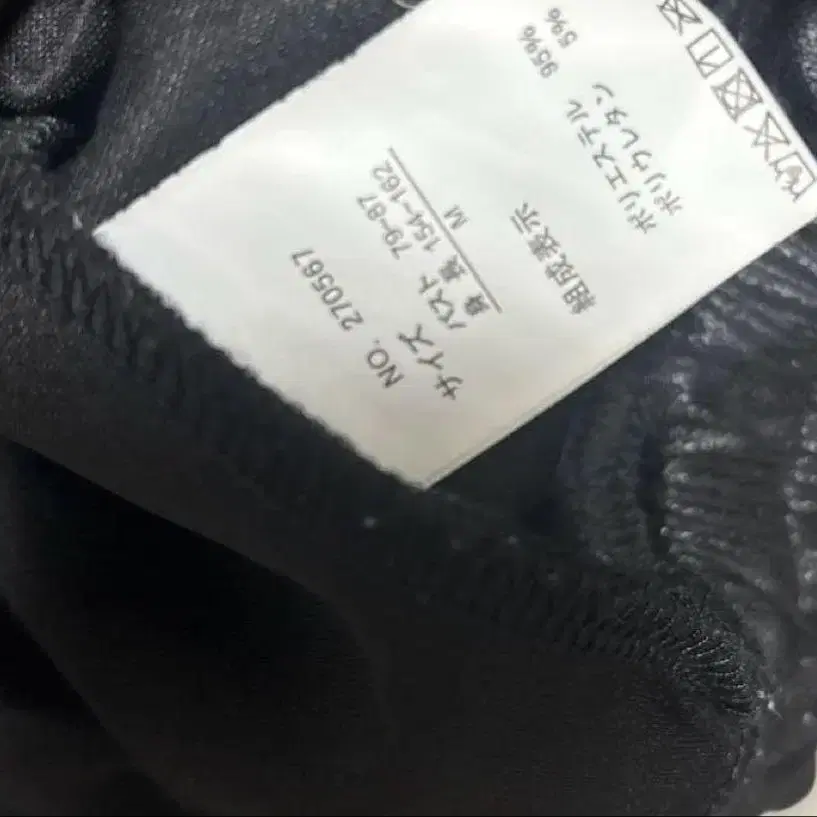 NO. 270567
サイズ
バスト 79~87
身 長 154~162
M
組成表示
ポリエステル 95%
ポリウレタン 5%